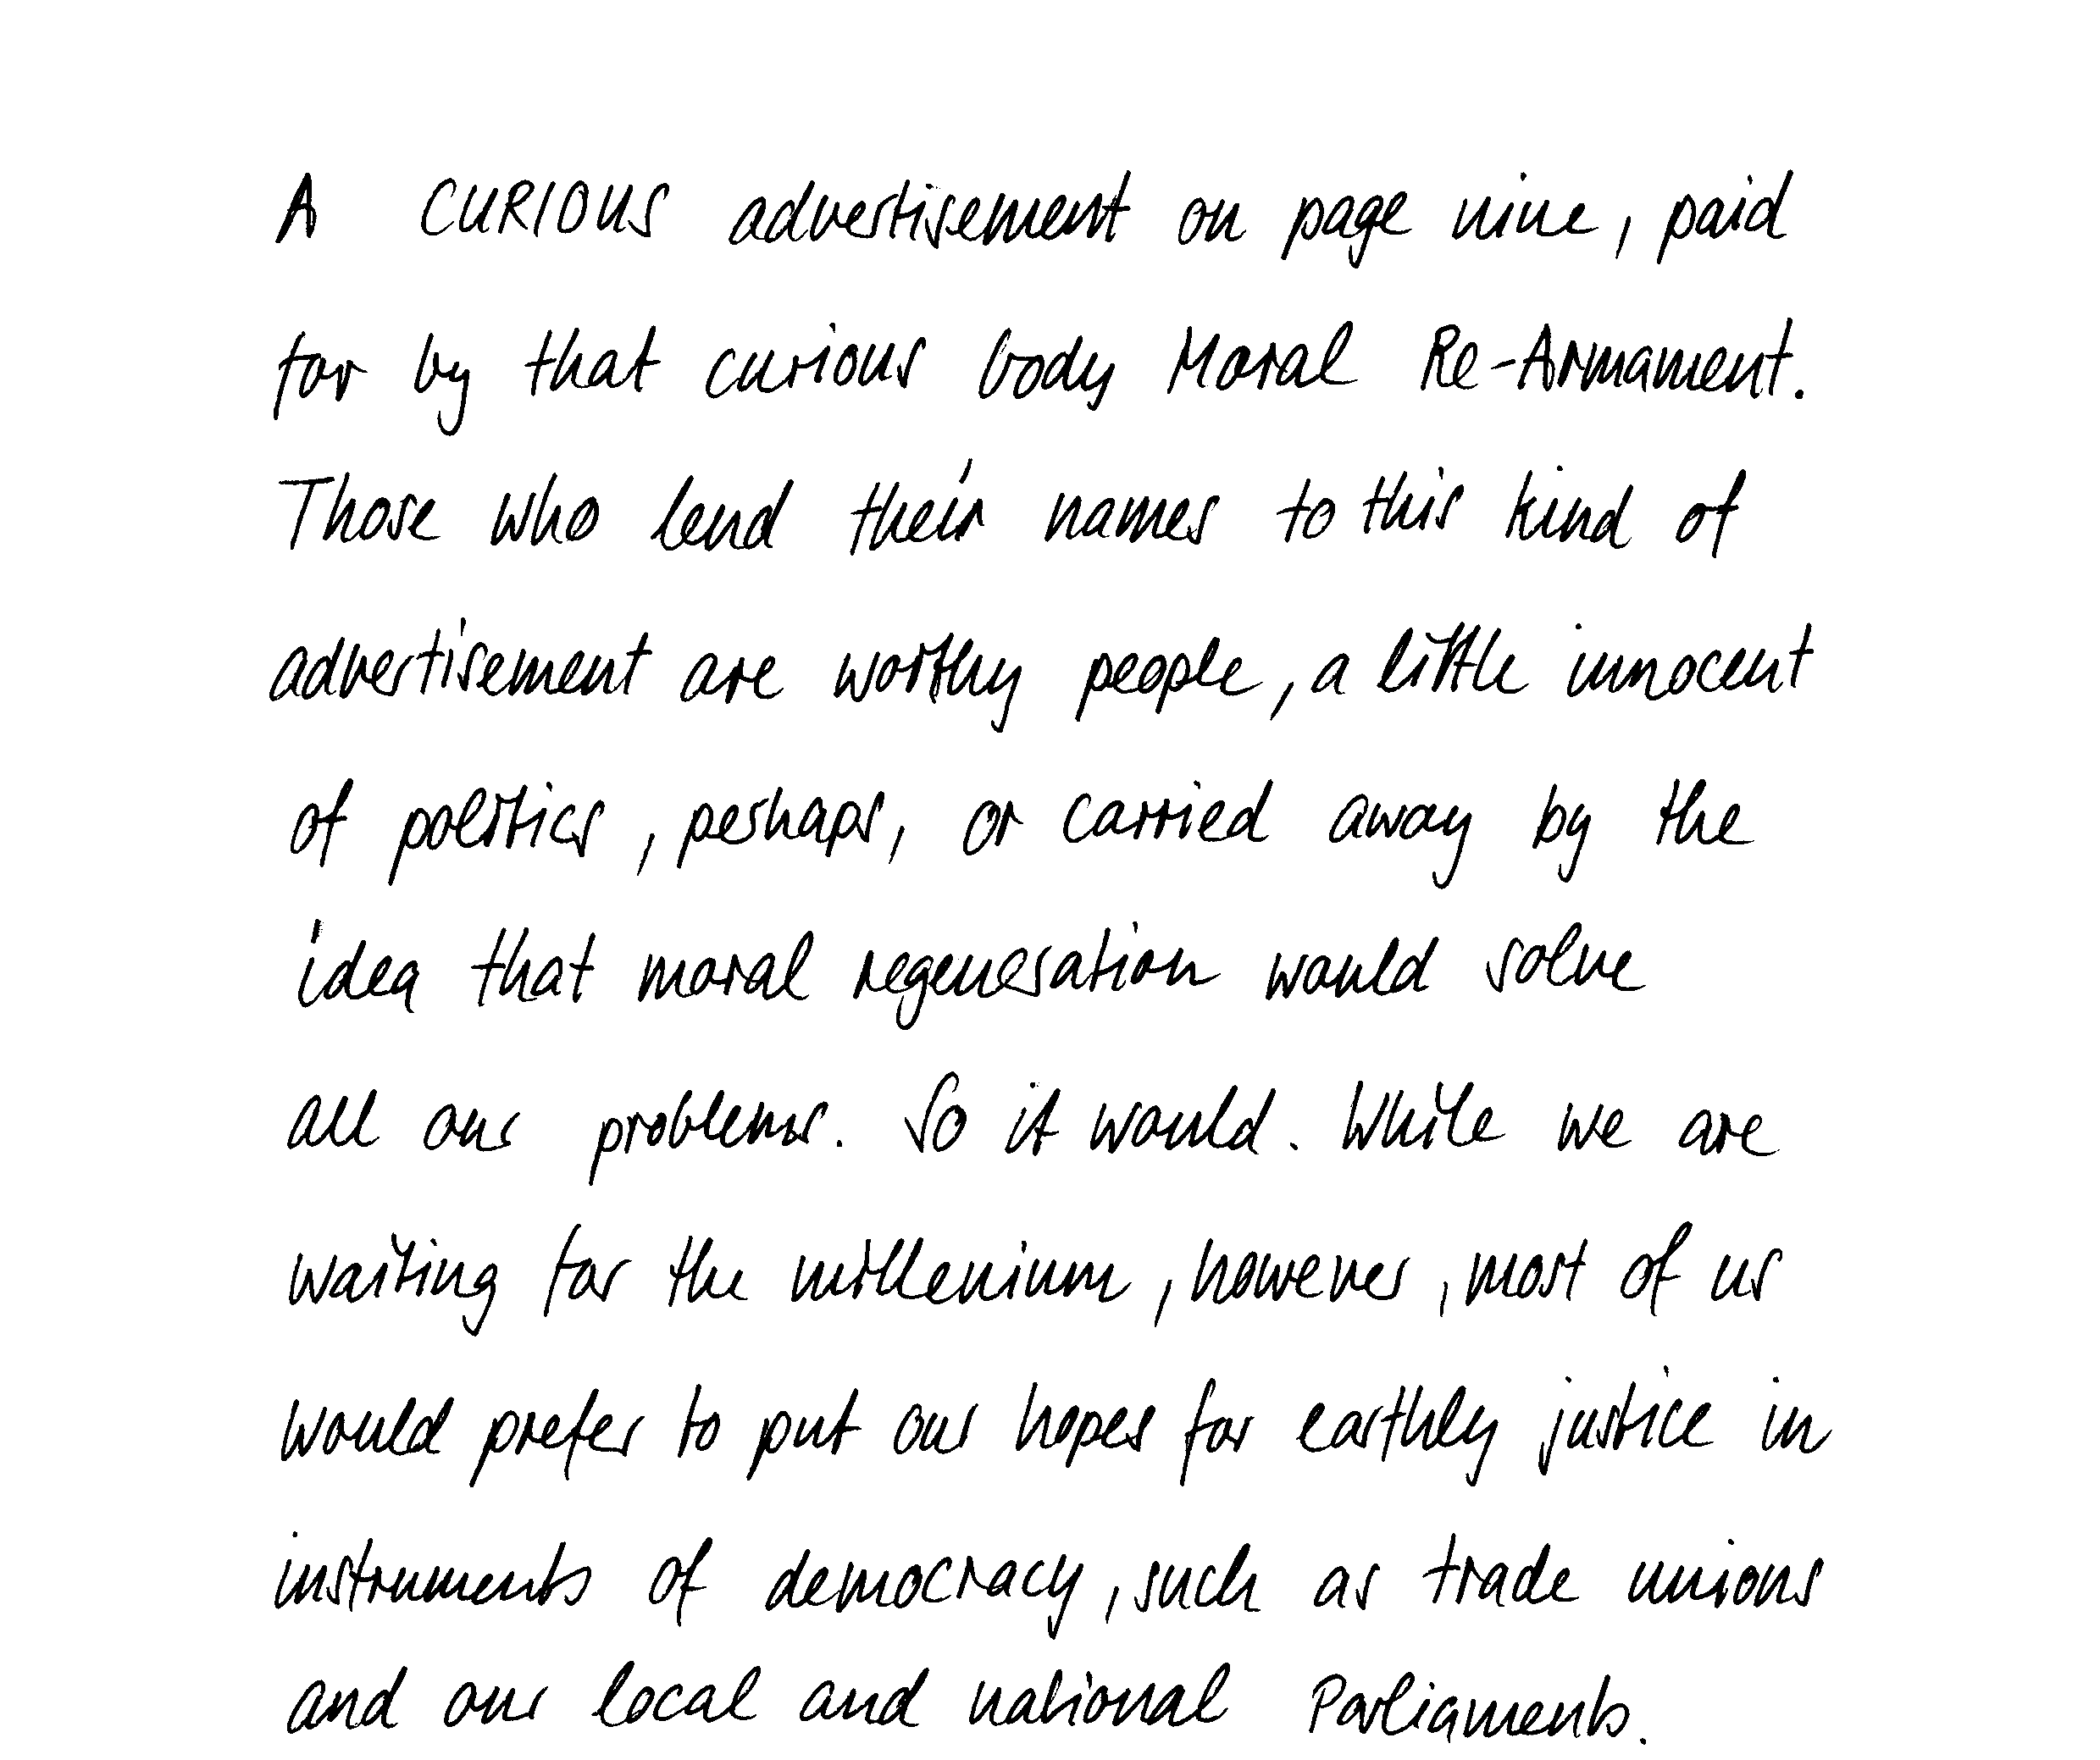 A CURIOUS advertisement on page nine, paid
for by that curious body Moral Re-Armament.
Those who lend their names to this kind of
advertisement are worthy people, a little innocent
of politics, perhaps, or carried away by the
idea that moral regeneration would solve
all our problems. So it would. While we are
waiting for the millenium, however, most of us
would prefer to put our hopes for earthly justice in
instruments of democracy, such as trade unions
and our local and national Parliaments.